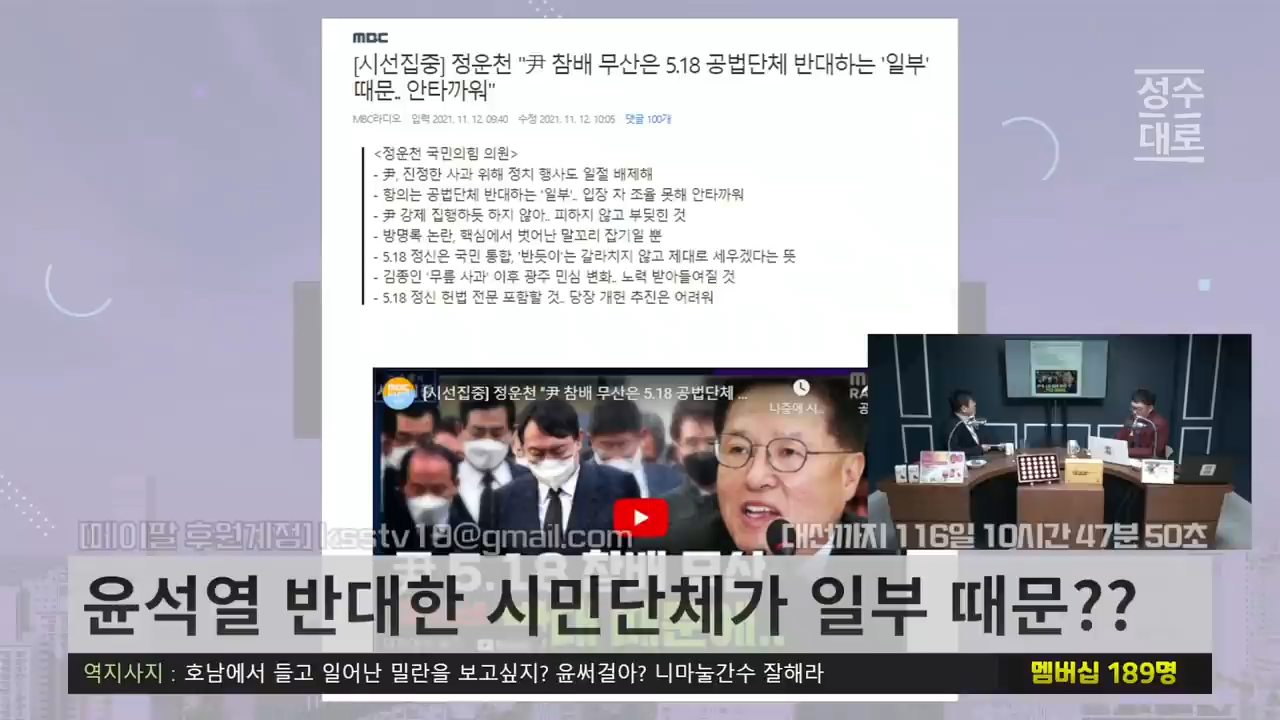 MBC
[시선집중] 정운천 "尹 참배 무산은 5.18 공법단체 반대하는 '일부'
때문.. 안타까워"
MBC라디오 입력 2021. 11. 12. 09:40 수정 2021. 11. 12. 10:05 댓글 100개
<정운천 국민의힘 의원>
- 尹, 진정한 사과 위해 정치 행사도 일절 배제해
- 항의는 공법단체 반대하는 '일부'.. 입장 차 조율 못해 안타까워
- 尹 강제 집행하듯 하지 않아.. 피하지 않고 부딪힌 것
- 방명록 논란, 핵심에서 벗어난 말꼬리 잡기일 뿐
- 5.18 정신은 국민 통합, '반듯이'는 갈라치지 않고 제대로 세우겠다는 뜻
- 김종인 '무릎 사과' 이후 광주 민심 변화.. 노력 받아들여질 것
- 5.18 정신 헌법 전문 포함할 것.. 당장 개헌 추진은 어려워
성수
대로
MBC
[시선집중] 정운천 "尹 참배 무산은 5.18 공법단체 ...
나중에 시...
[페이팔 후원계정] ksstv18@gmail.com
대선까지 116일 10시간 47분 50초
尹 5.18 참배 무산
윤석열 반대한 시민단체가 일부 때문??
역지사지 : 호남에서 들고 일어난 밀란을 보고싶지? 윤써걸아? 니마눌간수 잘해라
멤버십 189명